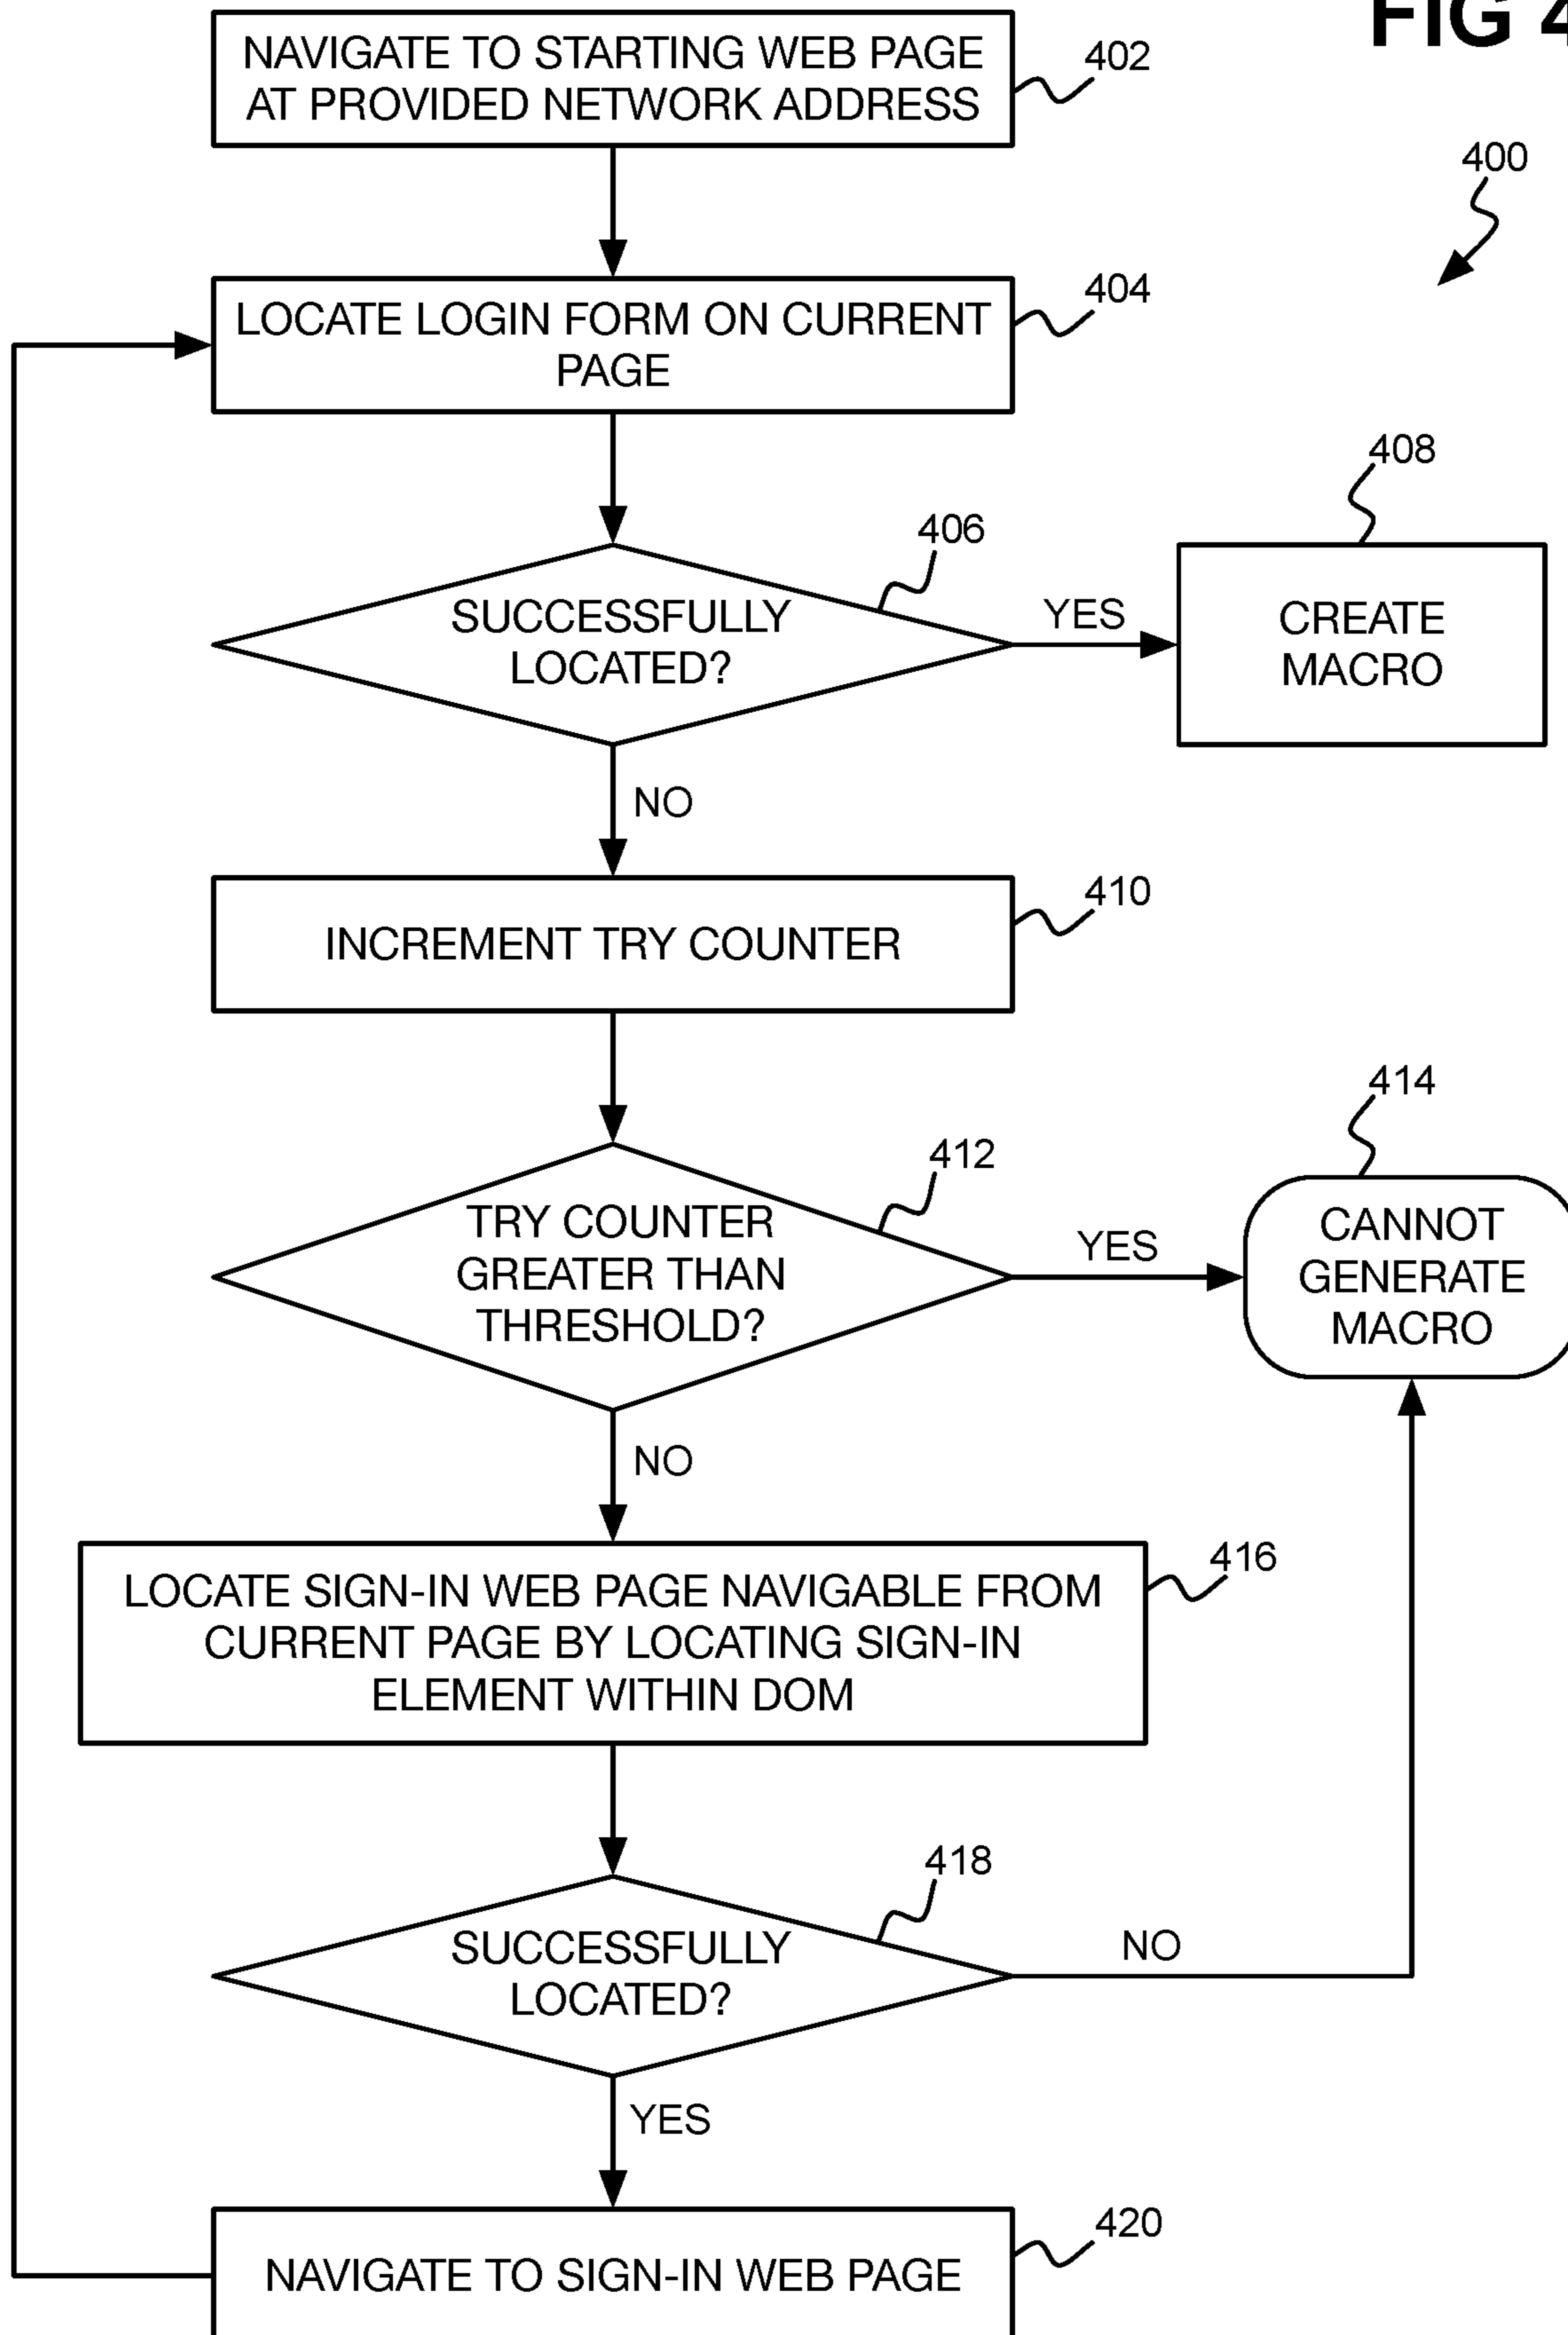 FIG 4
NAVIGATE TO STARTING WEB PAGE
AT PROVIDED NETWORK ADDRESS
402
400
LOCATE LOGIN FORM ON CURRENT
PAGE
404
408
406
SUCCESSFULLY
LOCATED?
YES
CREATE
MACRO
NO
INCREMENT TRY COUNTER
410
414
412
TRY COUNTER
GREATER THAN
THRESHOLD?
YES
CANNOT
GENERATE
MACRO
NO
LOCATE SIGN-IN WEB PAGE NAVIGABLE FROM
CURRENT PAGE BY LOCATING SIGN-IN
ELEMENT WITHIN DOM
416
418
SUCCESSFULLY
LOCATED?
NO
YES
420
NAVIGATE TO SIGN-IN WEB PAGE